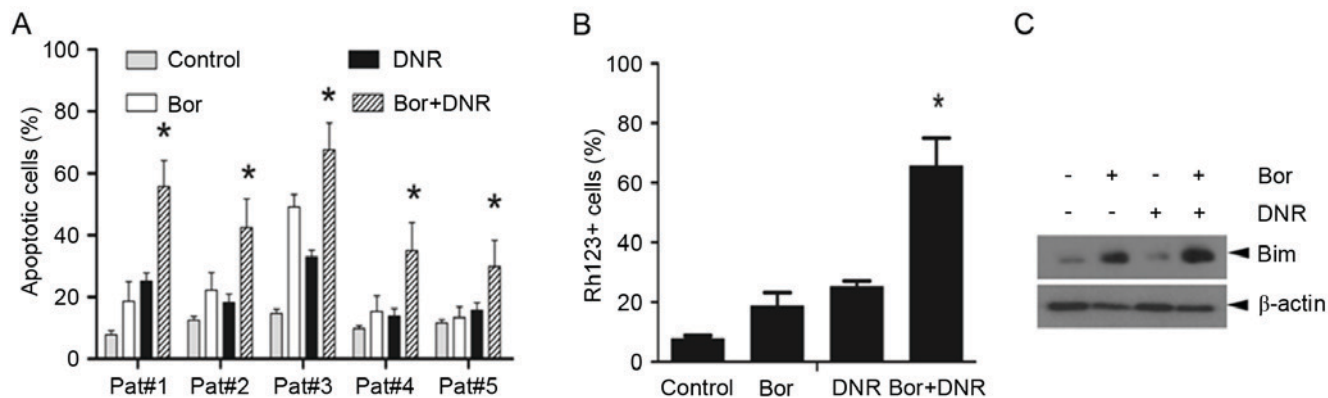 A
100
80
60
40
20
0
Apoptotic cells (%)
Control
DNR
Bor
Bor+DNR
*
*
*
*
*
Pat#1 Pat#2 Pat#3 Pat#4 Pat#5
B
100
80
60
40
20
0
Rh123+ cells (%)
*
Control Bor DNR Bor+DNR
C
- + - + Bor
- - + + DNR
Bim
β-actin